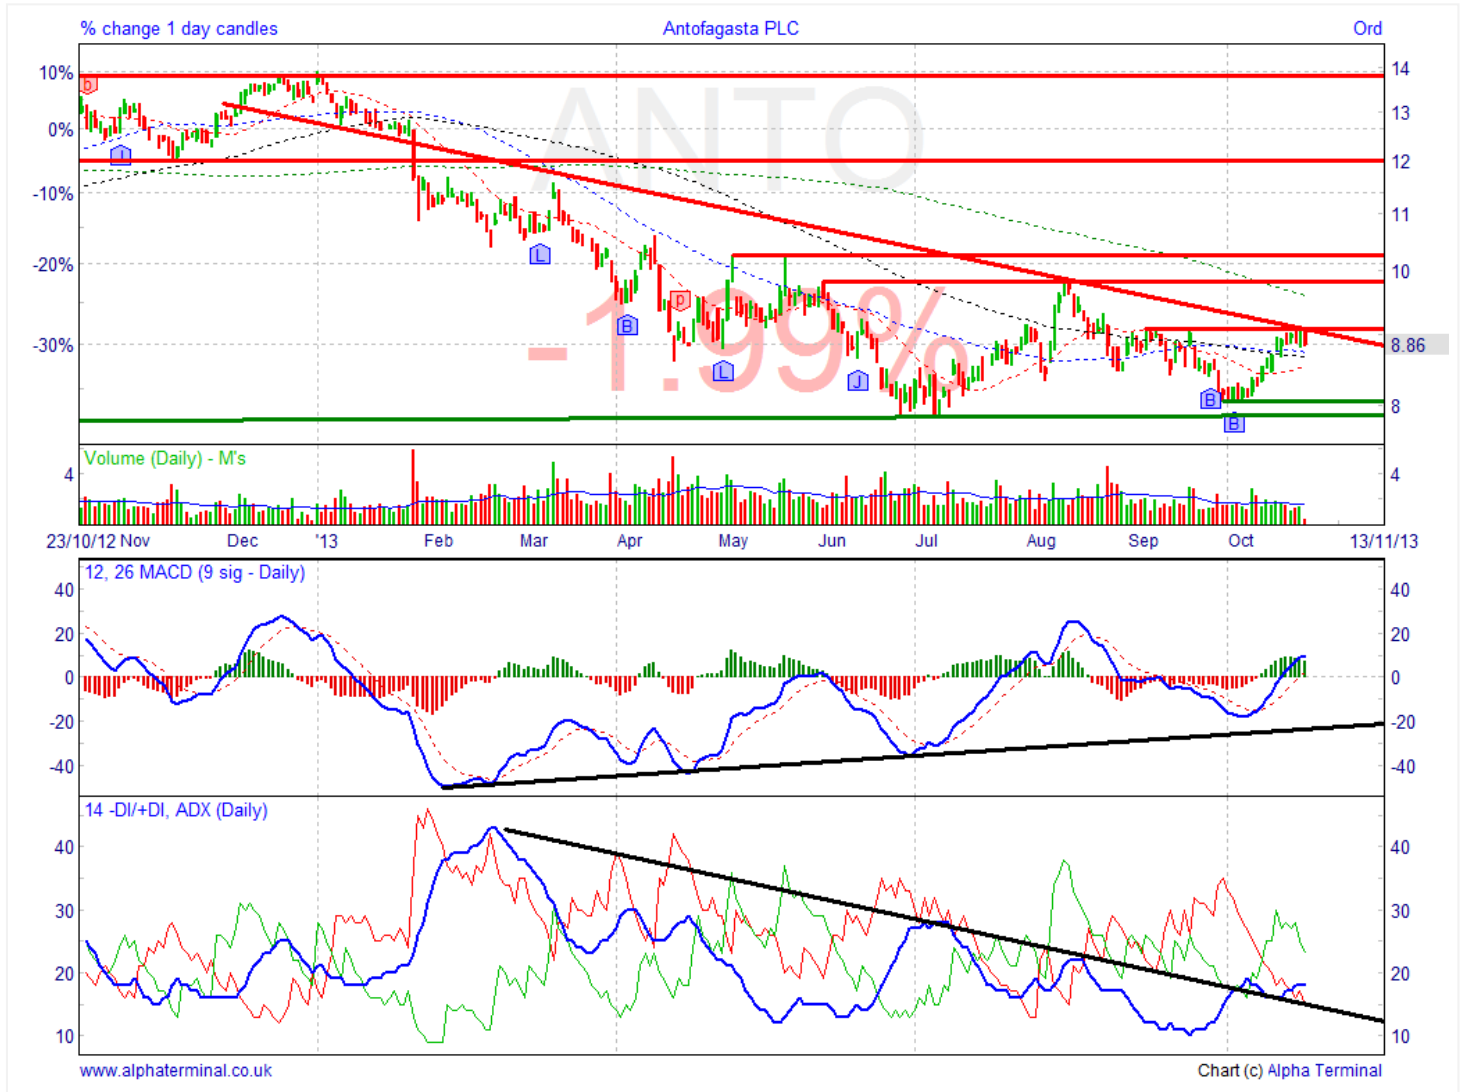 % change 1 day candles Antofagasta PLC Ord
ANTO
-1.99%
10% 14
0% 13
12
-10% 11
-20% 10
-30% 8.86
8
b
J
L
B
p
L
J
B
B
Volume (Daily) - M's
4 4
23/10/12 Nov Dec '13 Feb Mar Apr May Jun Jul Aug Sep Oct 13/11/13
12, 26 MACD (9 sig - Daily)
40 40
20 20
0 0
-20 -20
-40 -40
14 -DI/+DI, ADX (Daily)
40 40
30 30
20 20
10 10
www.alphaterminal.co.uk Chart (c) Alpha Terminal